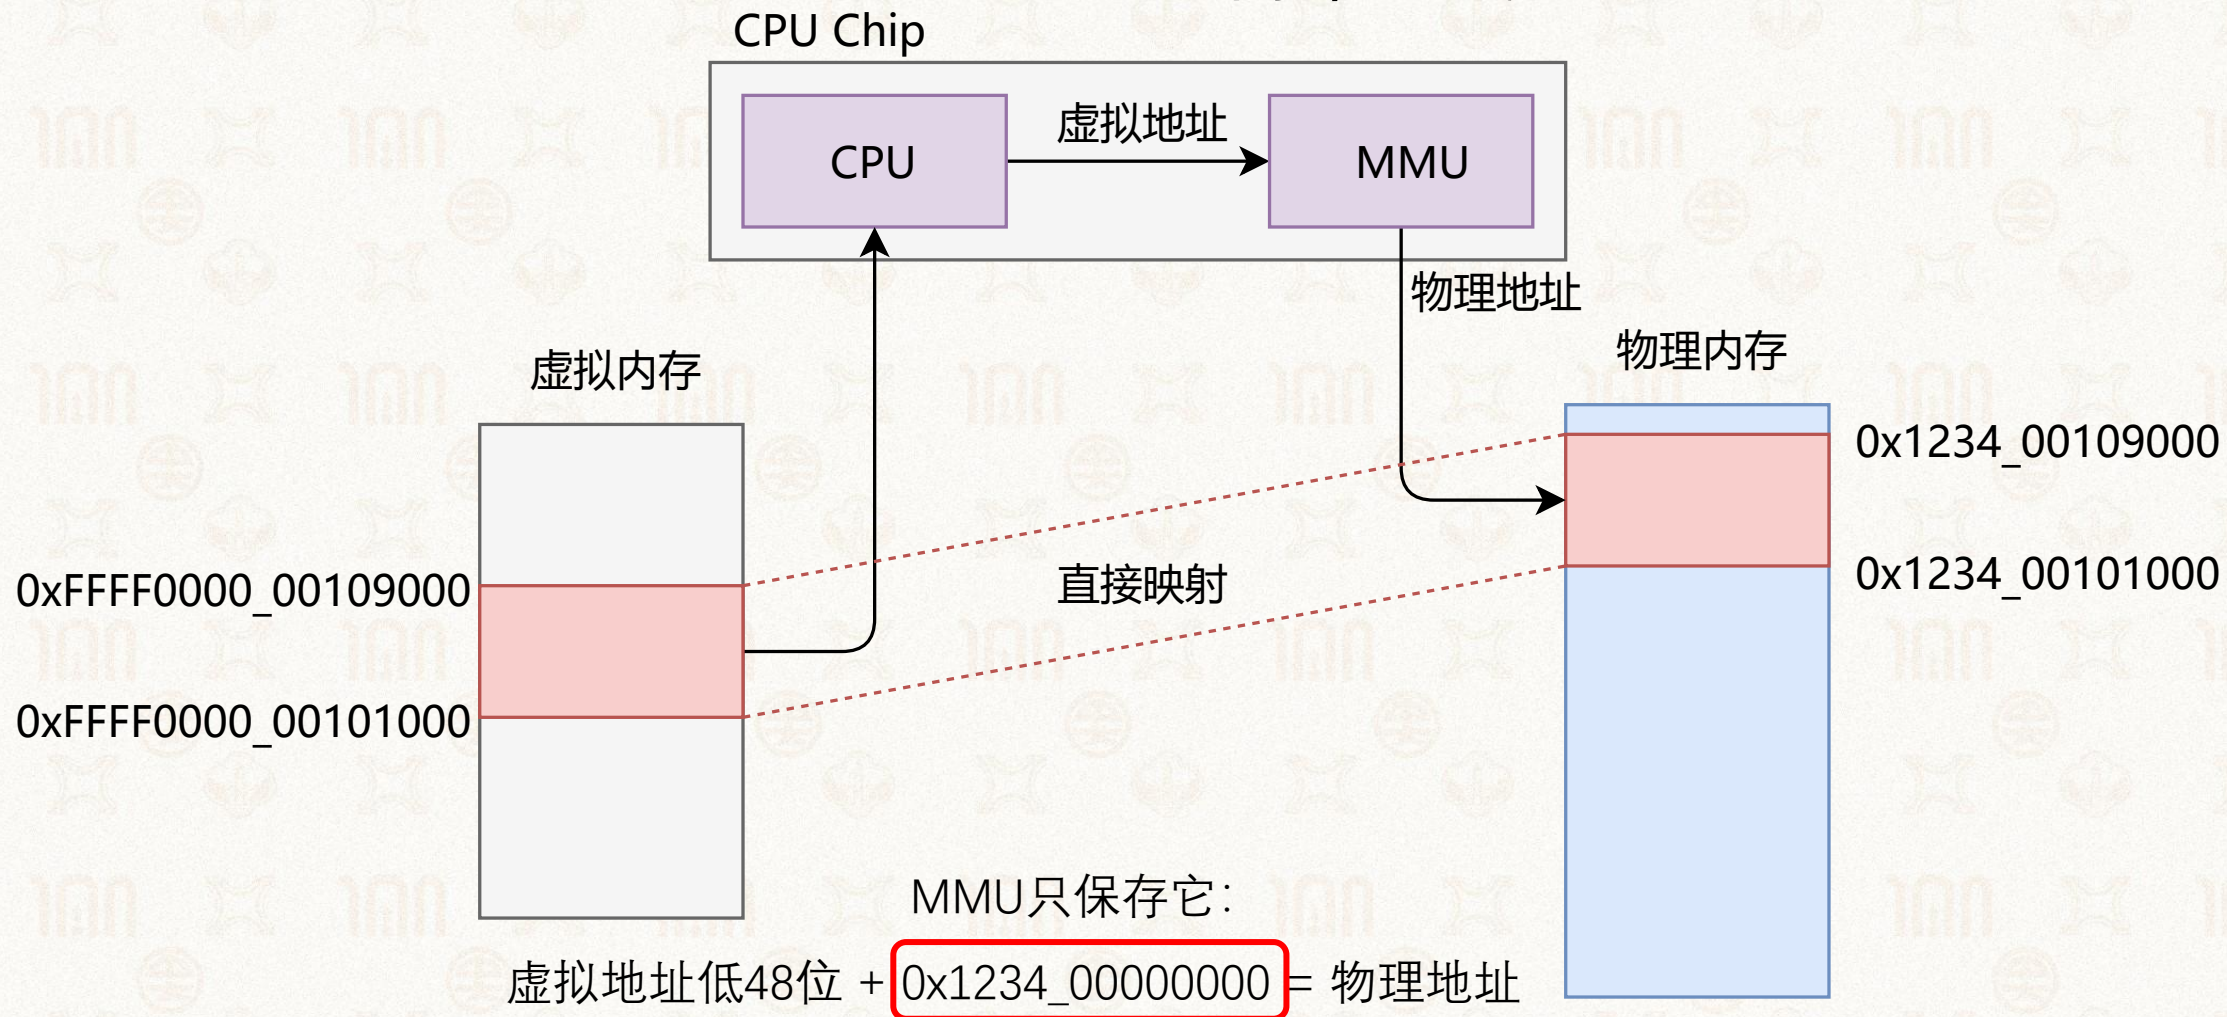 CPU Chip
CPU
虚拟地址
MMU
物理地址
虚拟内存
物理内存
0x1234_00109000
0xFFFF0000_00109000
直接映射
0x1234_00101000
0xFFFF0000_00101000
MMU只保存它：
虚拟地址低48位 + 0x1234_00000000 = 物理地址